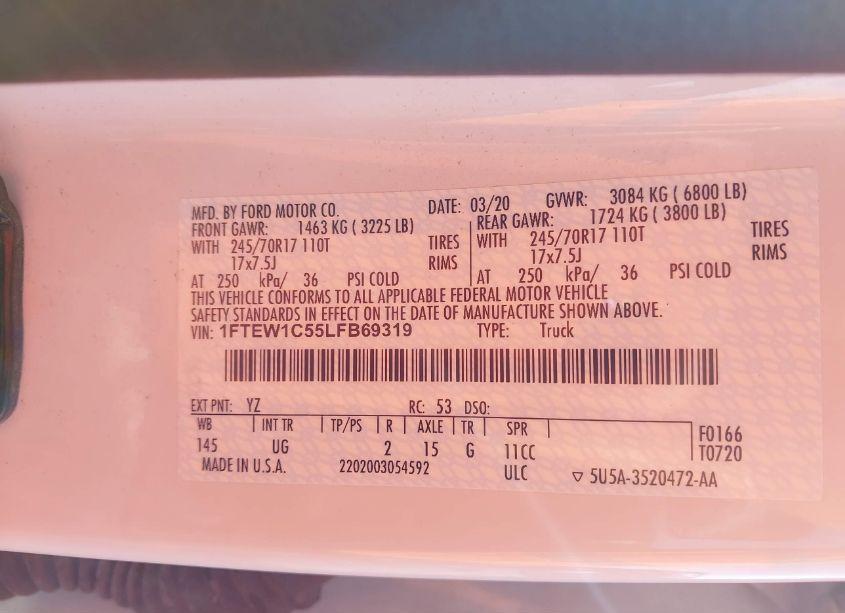 MFD. BY FORD MOTOR CO. DATE: 03/20 GVWR: 3084 KG ( 6800 LB)
FRONT GAWR: 1463 KG ( 3225 LB) REAR GAWR: 1724 KG ( 3800 LB)
WITH 245/70R17 110T TIRES WITH 245/70R17 110T TIRES
17x7.5J RIMS 17x7.5J RIMS
AT 250 kPa/ 36 PSI COLD AT 250 kPa/ 36 PSI COLD
THIS VEHICLE CONFORMS TO ALL APPLICABLE FEDERAL MOTOR VEHICLE
SAFETY STANDARDS IN EFFECT ON THE DATE OF MANUFACTURE SHOWN ABOVE.
VIN: 1FTEW1C55LFB69319 TYPE: Truck
EXT PNT: YZ RC: 53 DSO:
WB INT TR TP/PS R AXLE TR SPR F0166
145 UG 2 15 G 11CC T0720
MADE IN U.S.A. 2202003054592 ULC ▽ 5U5A-3520472-AA